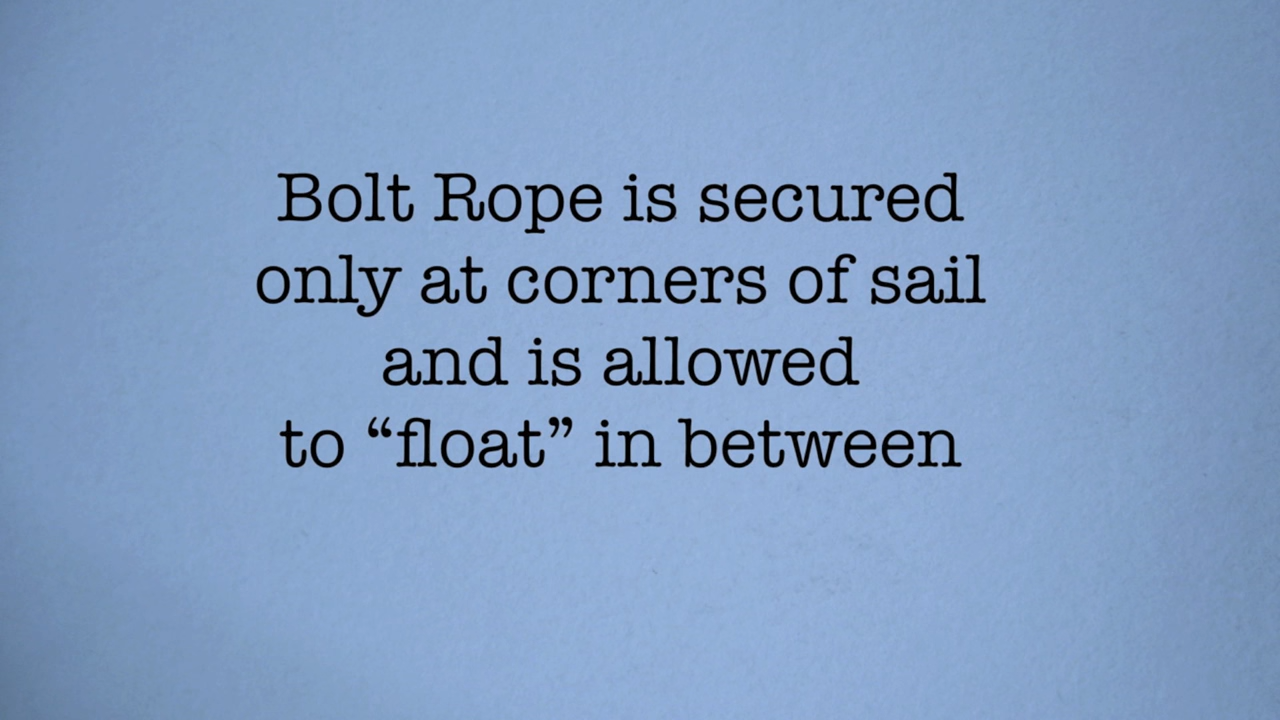 Bolt Rope is secured
only at corners of sail
and is allowed
to “float” in between